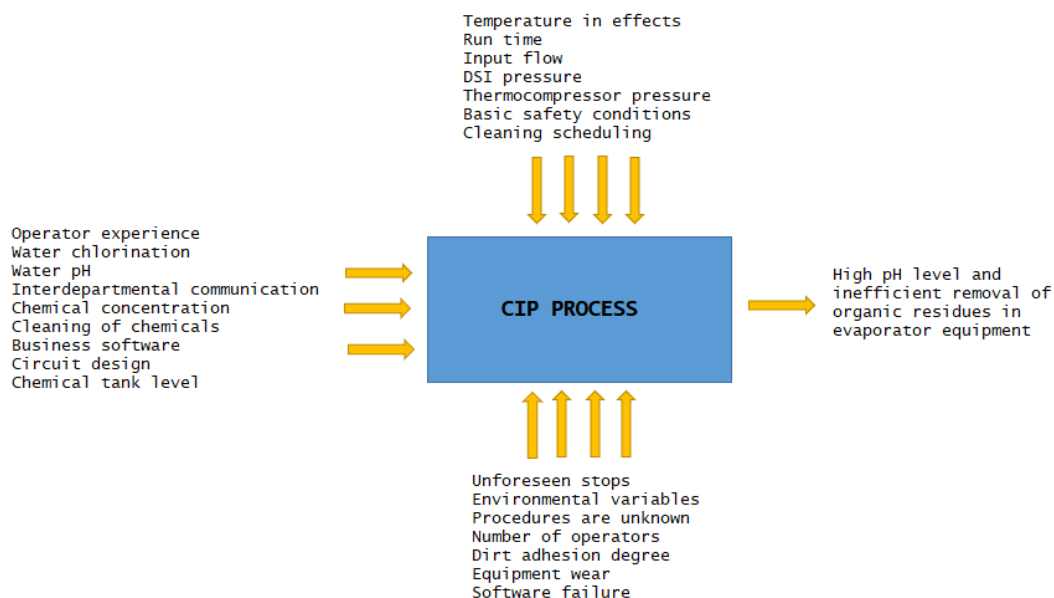 Temperature in effects
Run time
Input flow
DSI pressure
Thermocompressor pressure
Basic safety conditions
Cleaning scheduling
Operator experience
Water chlorination
Water pH
Interdepartmental communication
Chemical concentration
Cleaning of chemicals
Business software
Circuit design
Chemical tank level
CIP PROCESS
High pH level and
inefficient removal of
organic residues in
evaporator equipment
Unforeseen stops
Environmental variables
Procedures are unknown
Number of operators
Dirt adhesion degree
Equipment wear
Software failure